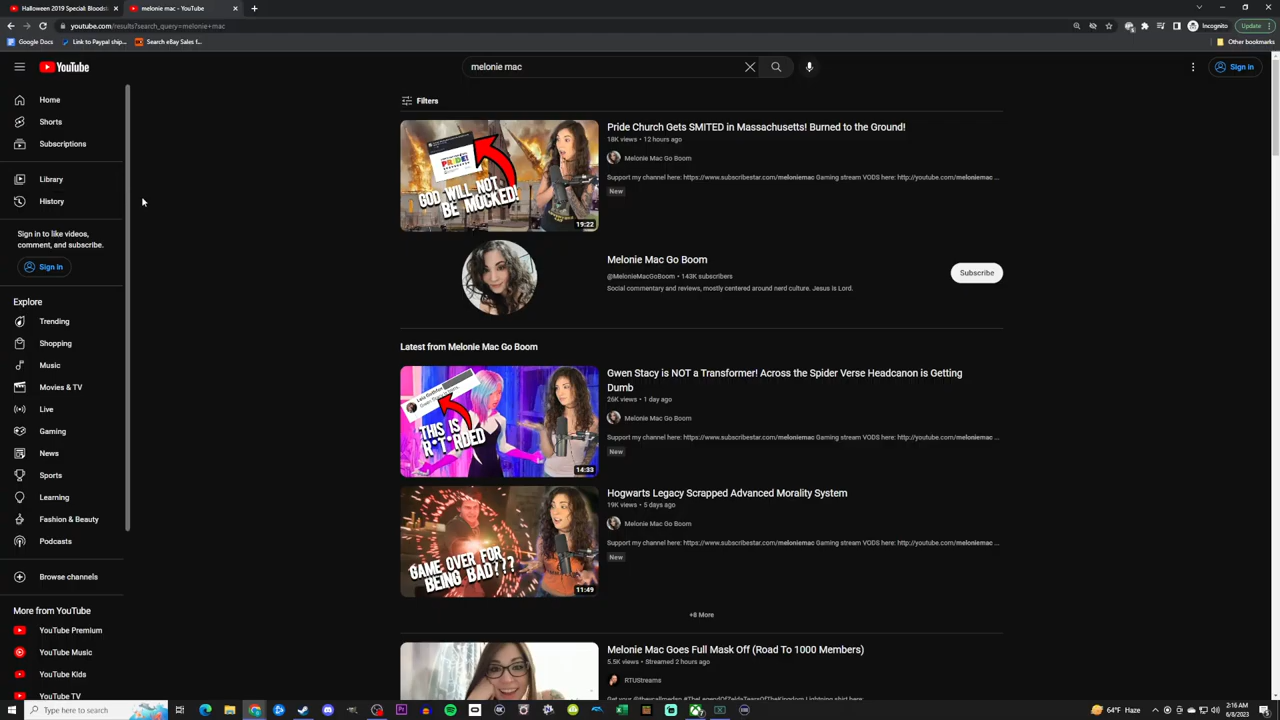 Halloween 2019 Special: Bloods
melonie mac - YouTube
youtube.com/results?search_query=melonie+mac
Incognito
Update
Google Docs
Link to Paypal ship...
Search eBay Sales f...
Other bookmarks
YouTube
melonie mac
Sign in
Home
Shorts
Subscriptions
Library
History
Sign in to like videos,
comment, and subscribe.
Sign in
Explore
Trending
Shopping
Music
Movies & TV
Live
Gaming
News
Sports
Learning
Fashion & Beauty
Podcasts
Browse channels
More from YouTube
YouTube Premium
YouTube Music
YouTube Kids
YouTube TV
Filters
PRIDE!
GOD WILL NOT
BE MOCKED!
19:22
Pride Church Gets SMITED in Massachusetts! Burned to the Ground!
18K views • 12 hours ago
Melonie Mac Go Boom
Support my channel here: https://www.subscribestar.com/meloniemac Gaming stream VODS here: http://youtube.com/meloniemac ...
New
Melonie Mac Go Boom
@MelonieMacGoBoom • 143K subscribers
Social commentary and reviews, mostly centered around nerd culture. Jesus is Lord.
Subscribe
Latest from Melonie Mac Go Boom
THIS IS
R*T*RDED
14:33
Gwen Stacy is NOT a Transformer! Across the Spider Verse Headcanon is Getting
Dumb
26K views • 1 day ago
Melonie Mac Go Boom
Support my channel here: https://www.subscribestar.com/meloniemac Gaming stream VODS here: http://youtube.com/meloniemac ...
New
GAME OVER FOR
BEING BAD???
11:49
Hogwarts Legacy Scrapped Advanced Morality System
19K views • 5 days ago
Melonie Mac Go Boom
Support my channel here: https://www.subscribestar.com/meloniemac Gaming stream VODS here: http://youtube.com/meloniemac ...
New
+8 More
Melonie Mac Goes Full Mask Off (Road To 1000 Members)
5.5K views • Streamed 2 hours ago
RTUStreams
Type here to search
64°F Haze
2:16 AM
6/8/2023